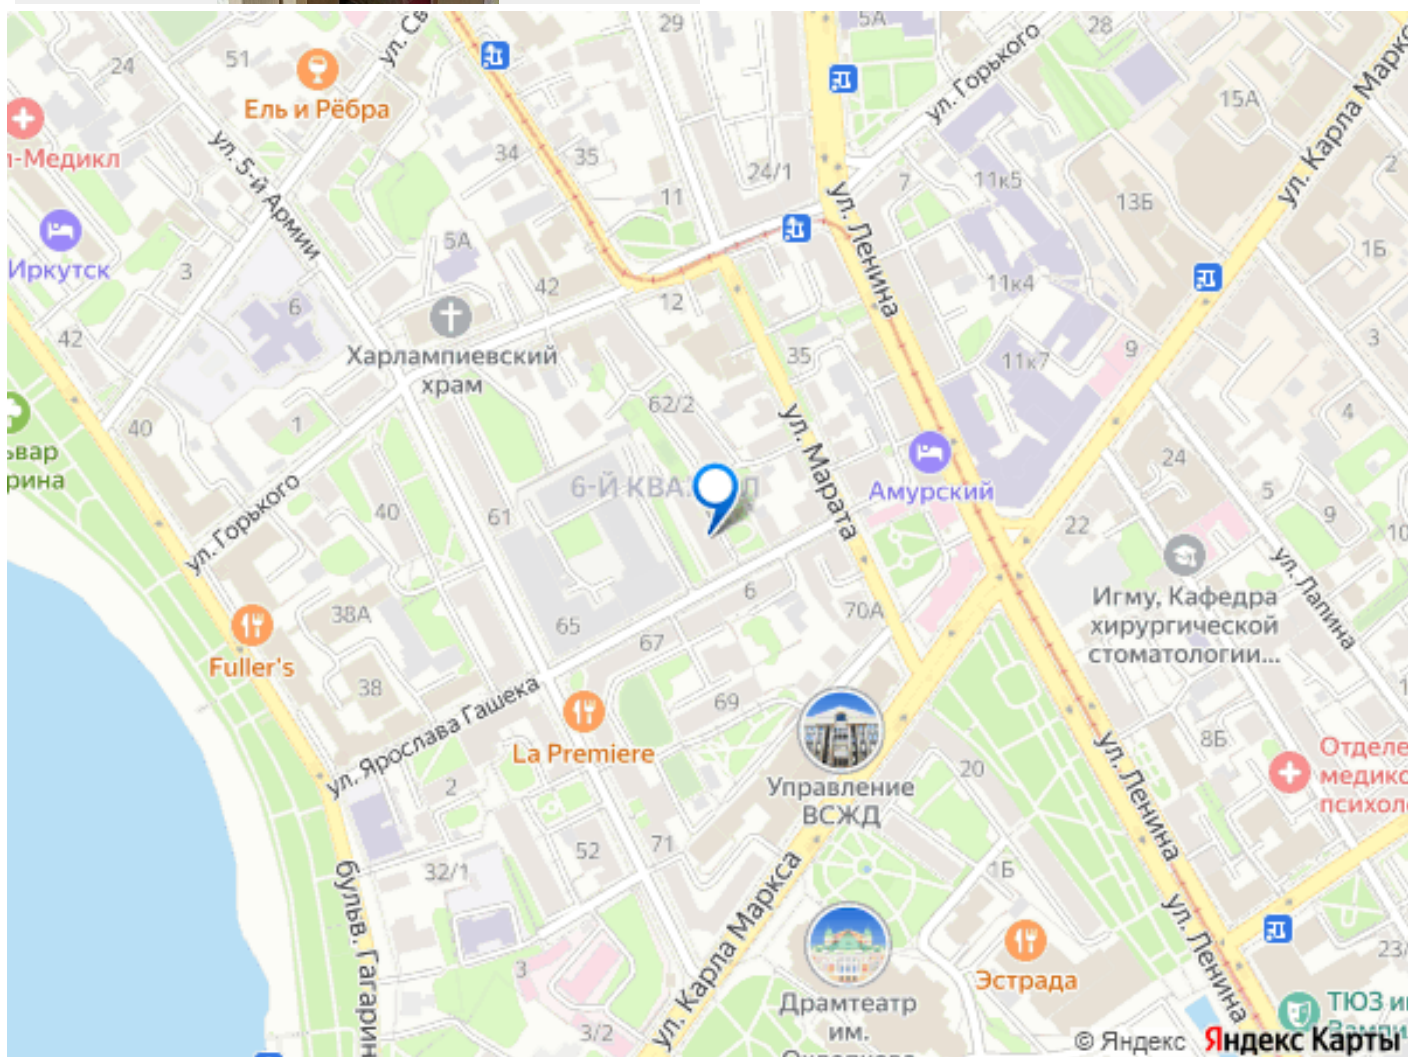 29
5А
28
51
ул. Св
24
Ель и Рёбра
ул. Горького
15А
ул. Карла Маркс
л-Медикл
34
35
24/1
2
ул. 5-й Армии
11
7
11к5
13Б
ул. Ленина
Иркутск
3
5А
1Б
42
6
12
11к4
42
Харлампиевский
храм
35
11к7
9
3
62/2
4
40
1
ул. Марата
ьвар
рина
24
6-Й КВА
Л
Амурский
5
ул. Горького
40
61
22
9
10
ул. Лапина
38А
6
70А
Игму, Кафедра
хирургической
стоматологии...
65
67
Fuller's
38
69
ул. Ярослава Гашека
La Premiere
8Б
Отделе
медико
психол
2
Управление
ВСЖД
20
ул. Ленина
52
71
32/1
1Б
бульв. Гагарин
ул. Карла Маркса
ул. Ленина
23/
3
Эстрада
Драмтеатр
им.
3/2
ТЮЗ и
© Яндекс Яндекс Карты